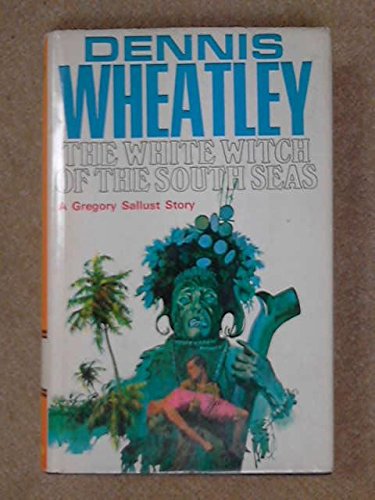 DENNIS
WHEATLEY
THE WHITE WITCH
OF THE SOUTH SEAS
A Gregory Sallust Story